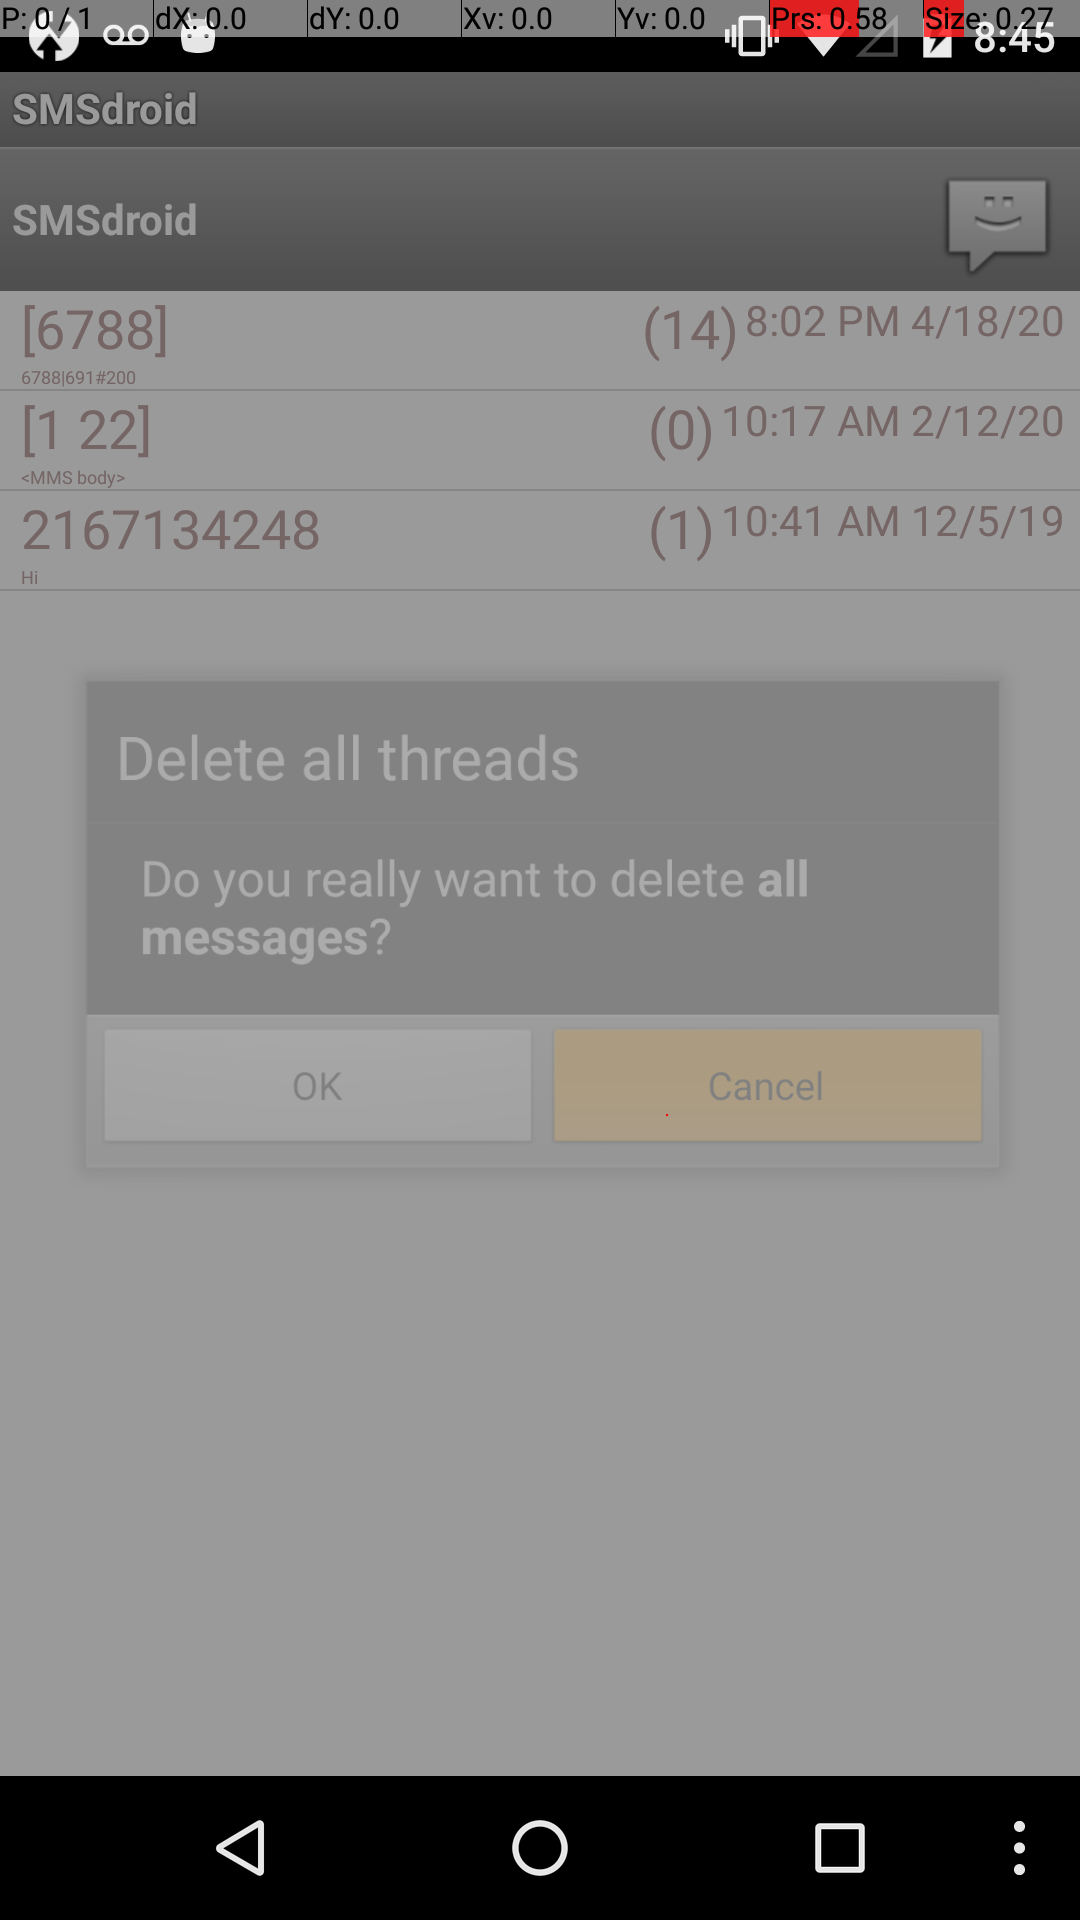 P: 0 / 1 dX: 0.0 dY: 0.0 Xv: 0.0 Yv: 0.0 Prs: 0.58 Size: 0.27
8:45
SMSdroid
SMSdroid
[6788] (14) 8:02 PM 4/18/20
6788|691#200
[1 22] (0) 10:17 AM 2/12/20
<MMS body>
2167134248 (1) 10:41 AM 12/5/19
Hi
Delete all threads
Do you really want to delete all
messages?
OK Cancel